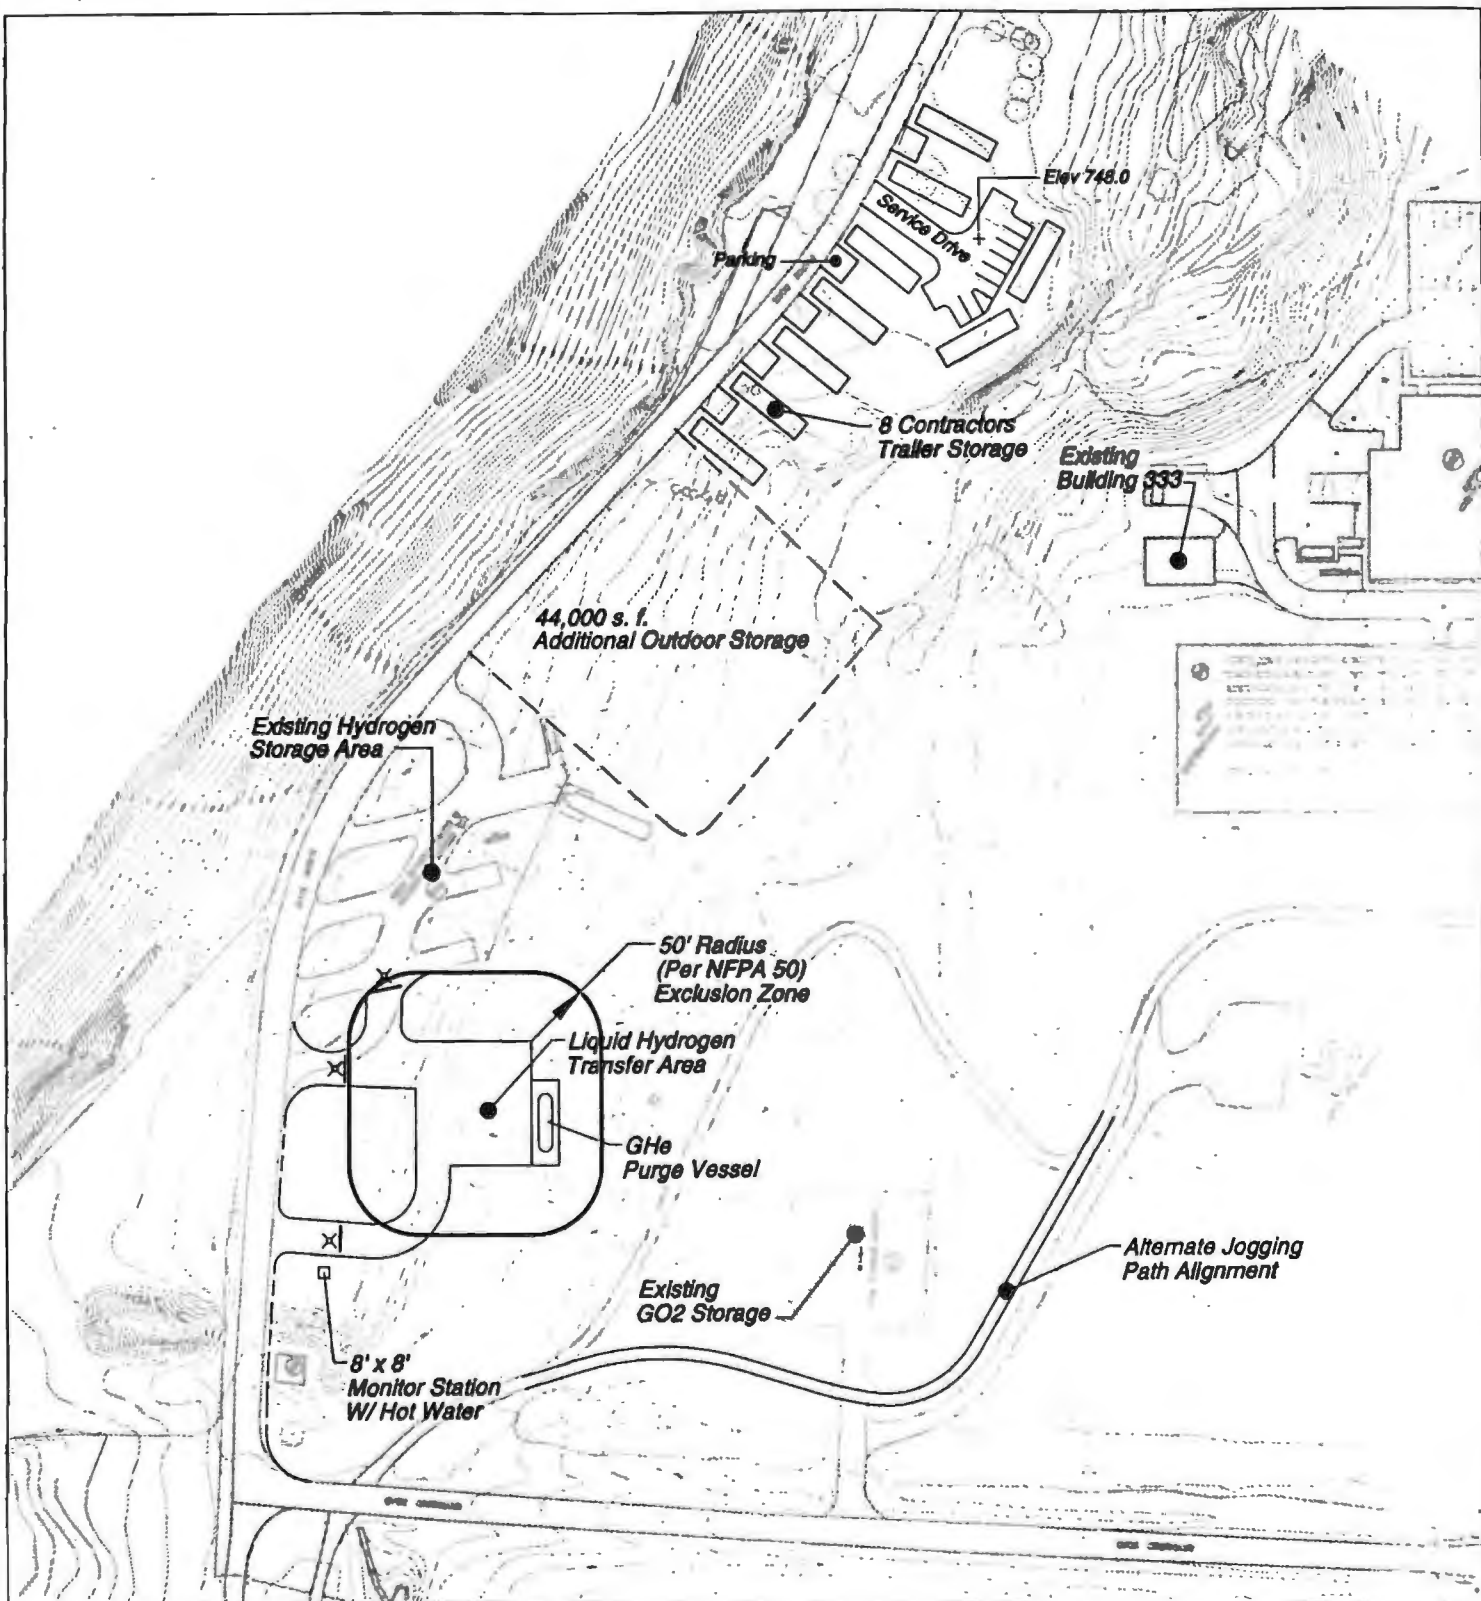 Elev 748.0
Service Drive
Parking
8 Contractors
Trailer Storage
Existing
Building 333
44,000 s. f.
Additional Outdoor Storage
Existing Hydrogen
Storage Area
50' Radius
(Per NFPA 50)
Exclusion Zone
Liquid Hydrogen
Transfer Area
GHe
Purge Vessel
Alternate Jogging
Path Alignment
Existing
GO2 Storage
8' x 8'
Monitor Station
W/ Hot Water